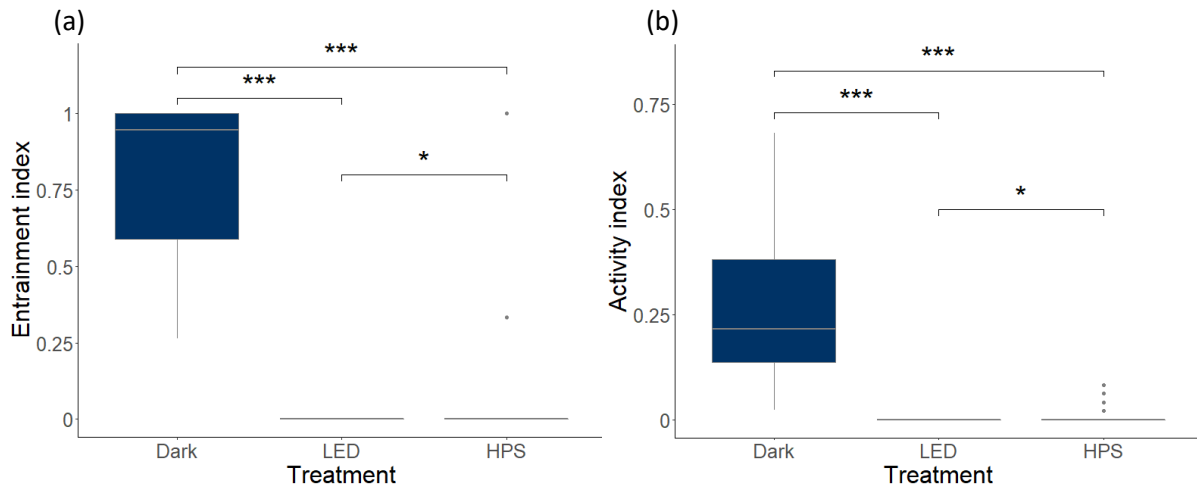 (a)
***
***
*
1
0.75
0.5
0.25
0
Entrainment index
Dark LED HPS
Treatment
(b)
***
***
*
0.75
0.5
0.25
0
Activity index
Dark LED HPS
Treatment